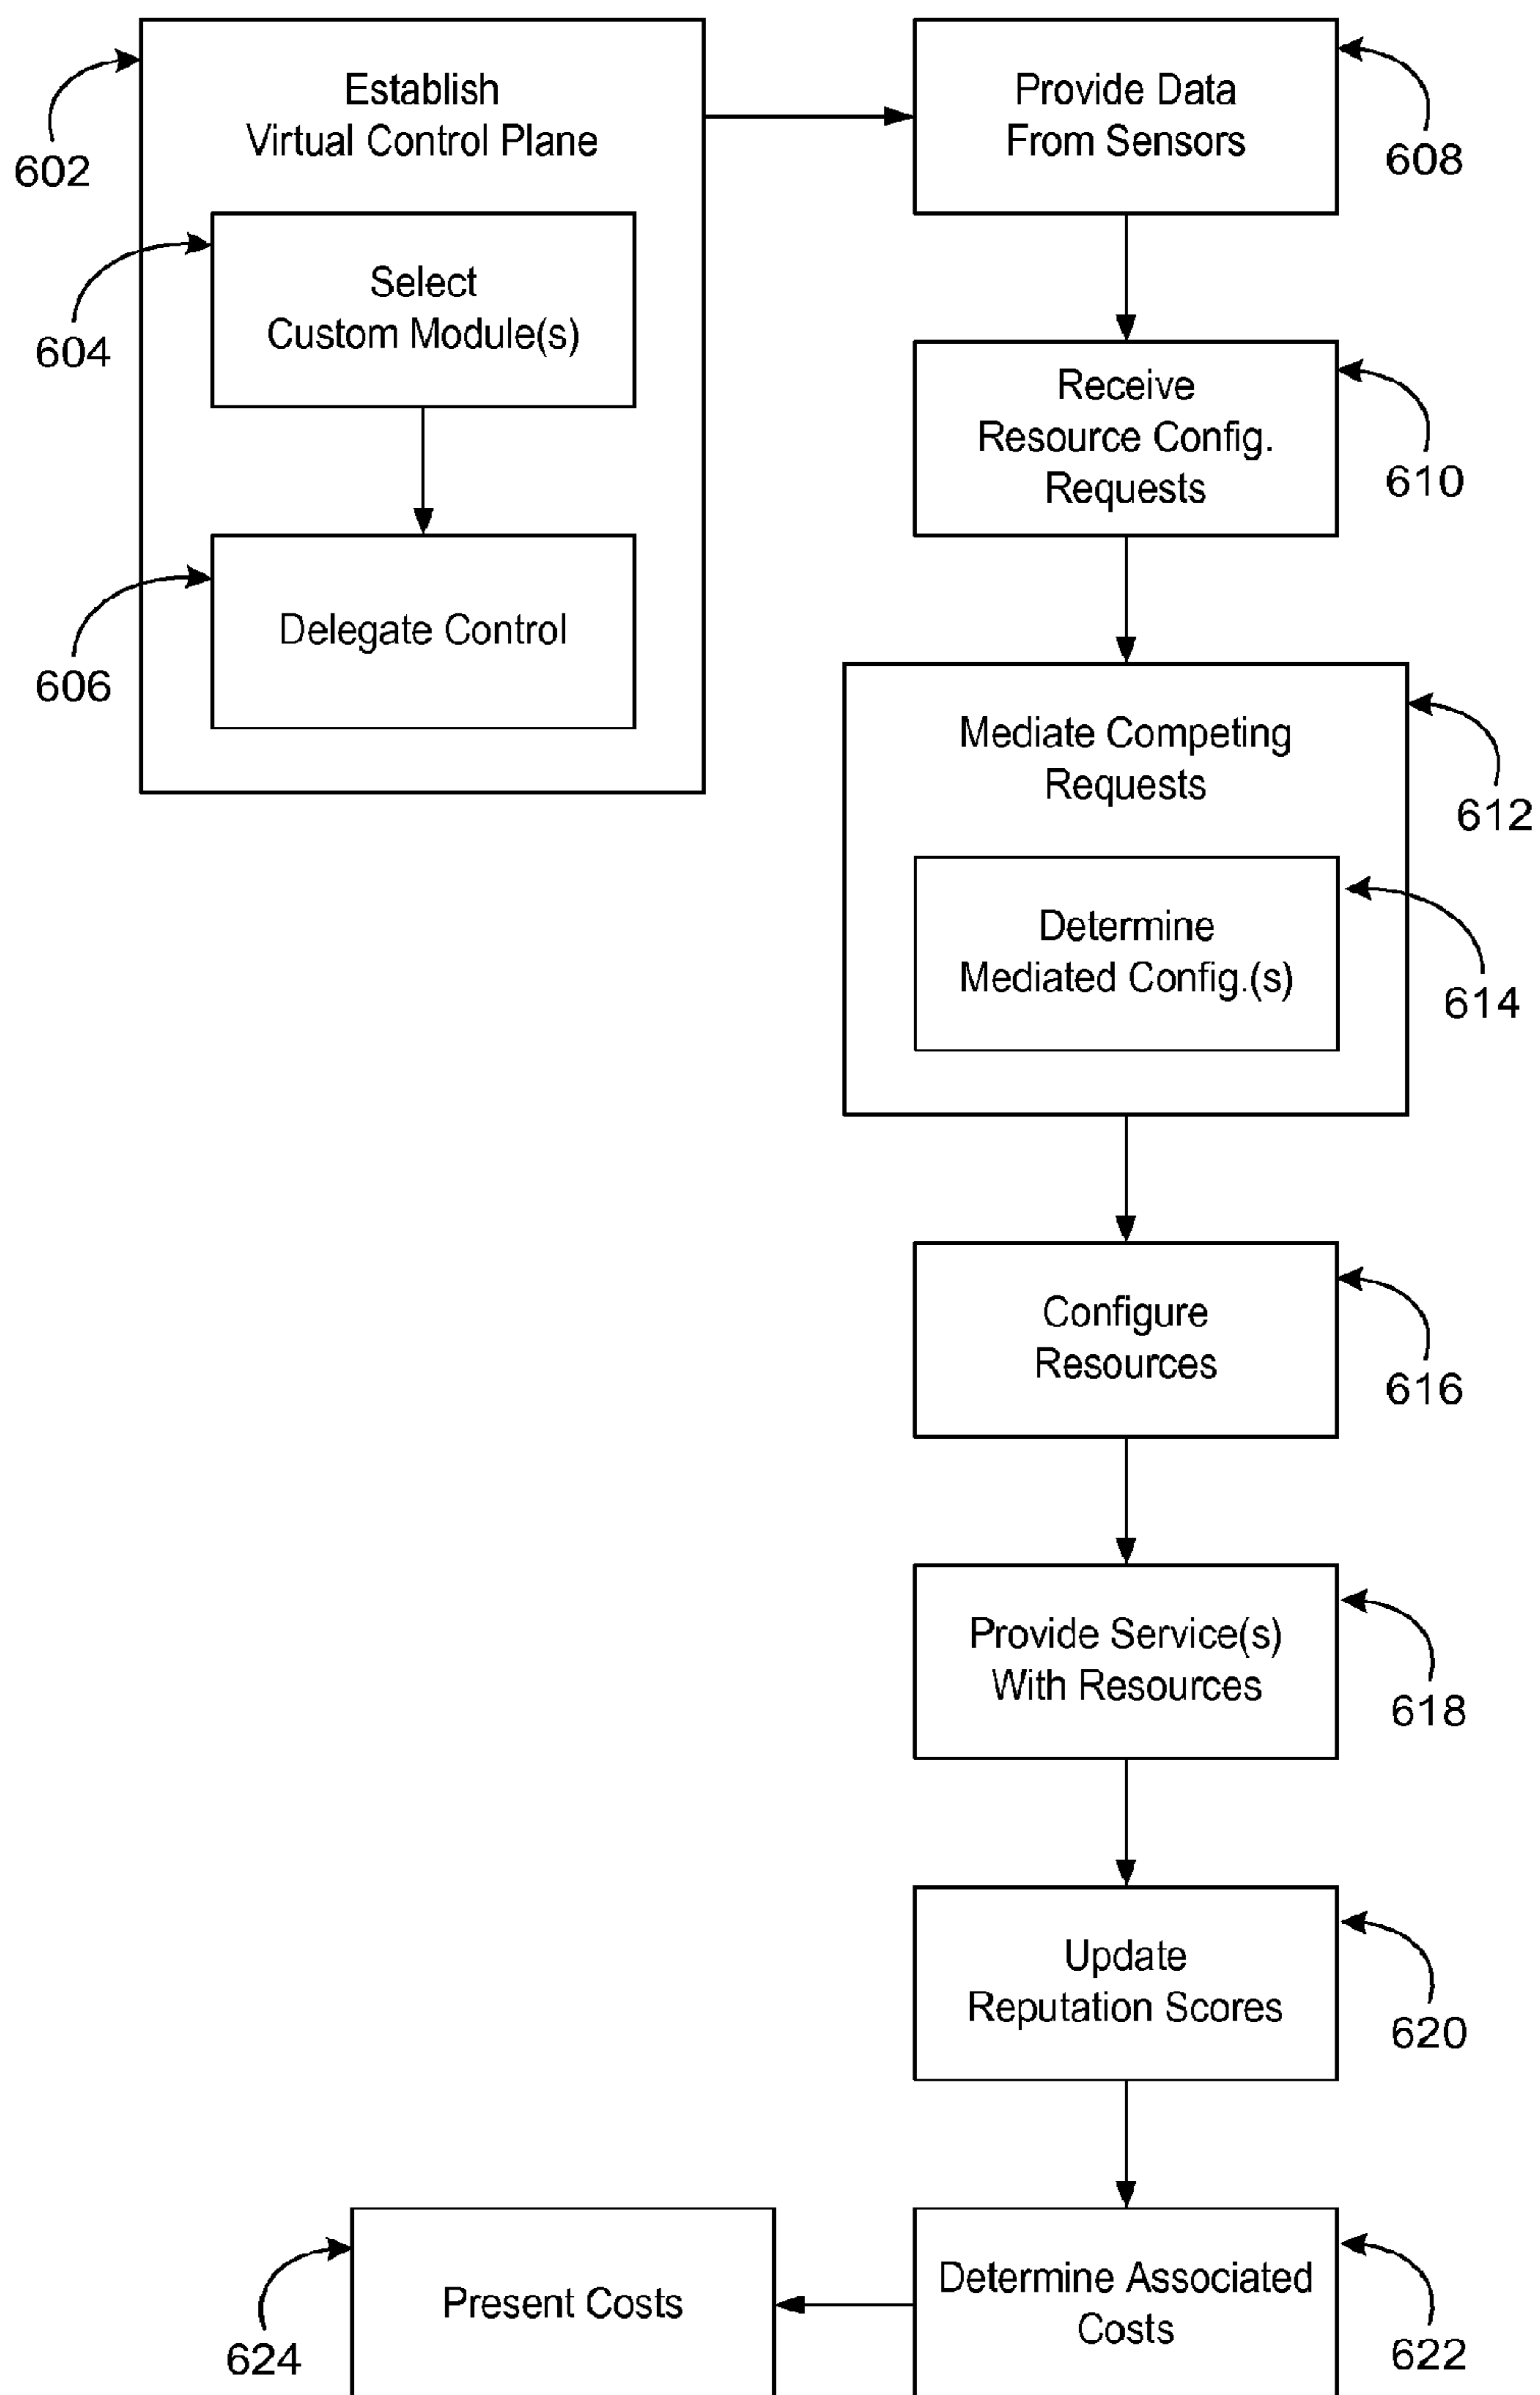 Establish
Virtual Control Plane
602
Select
Custom Module(s)
604
Delegate Control
606
Provide Data
From Sensors
608
Receive
Resource Config.
Requests
610
Mediate Competing
Requests
612
Determine
Mediated Config.(s)
614
Configure
Resources
616
Provide Service(s)
With Resources
618
Update
Reputation Scores
620
Determine Associated
Costs
622
Present Costs
624